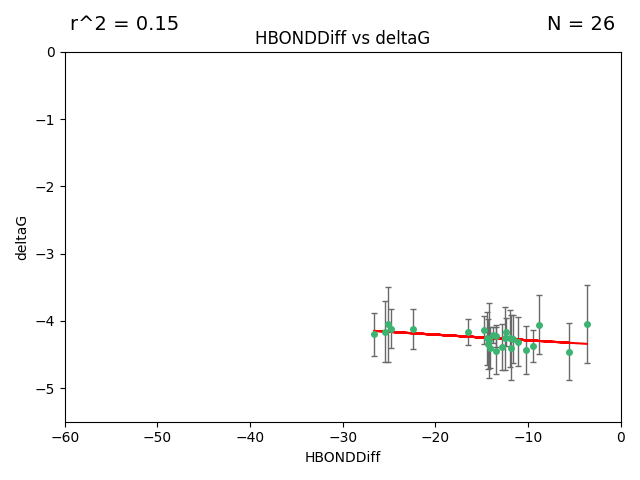 r^2 = 0.15
N = 26
HBONDDiff vs deltaG
0
−1
−2
−3
−4
−5
deltaG
−60
−50
−40
−30
−20
−10
0
HBONDDiff